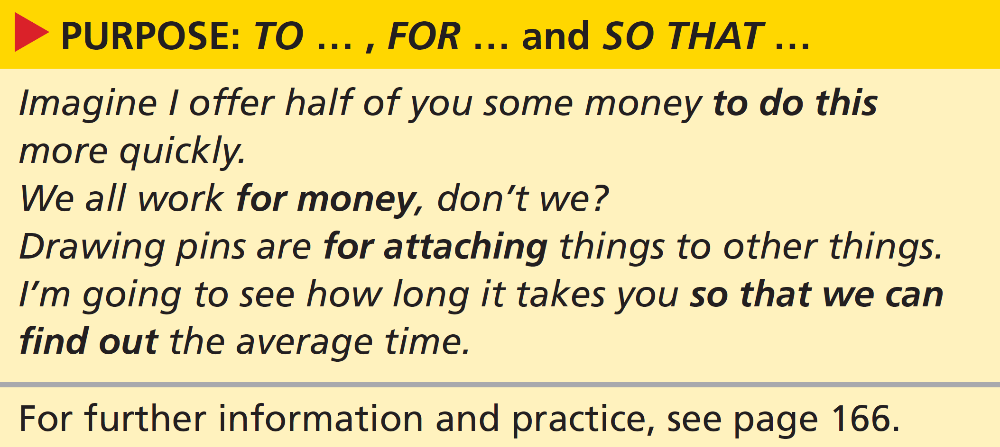 PURPOSE: TO … , FOR … and SO THAT …
Imagine I offer half of you some money to do this
more quickly.
We all work for money, don’t we?
Drawing pins are for attaching things to other things.
I’m going to see how long it takes you so that we can
find out the average time.
For further information and practice, see page 166.